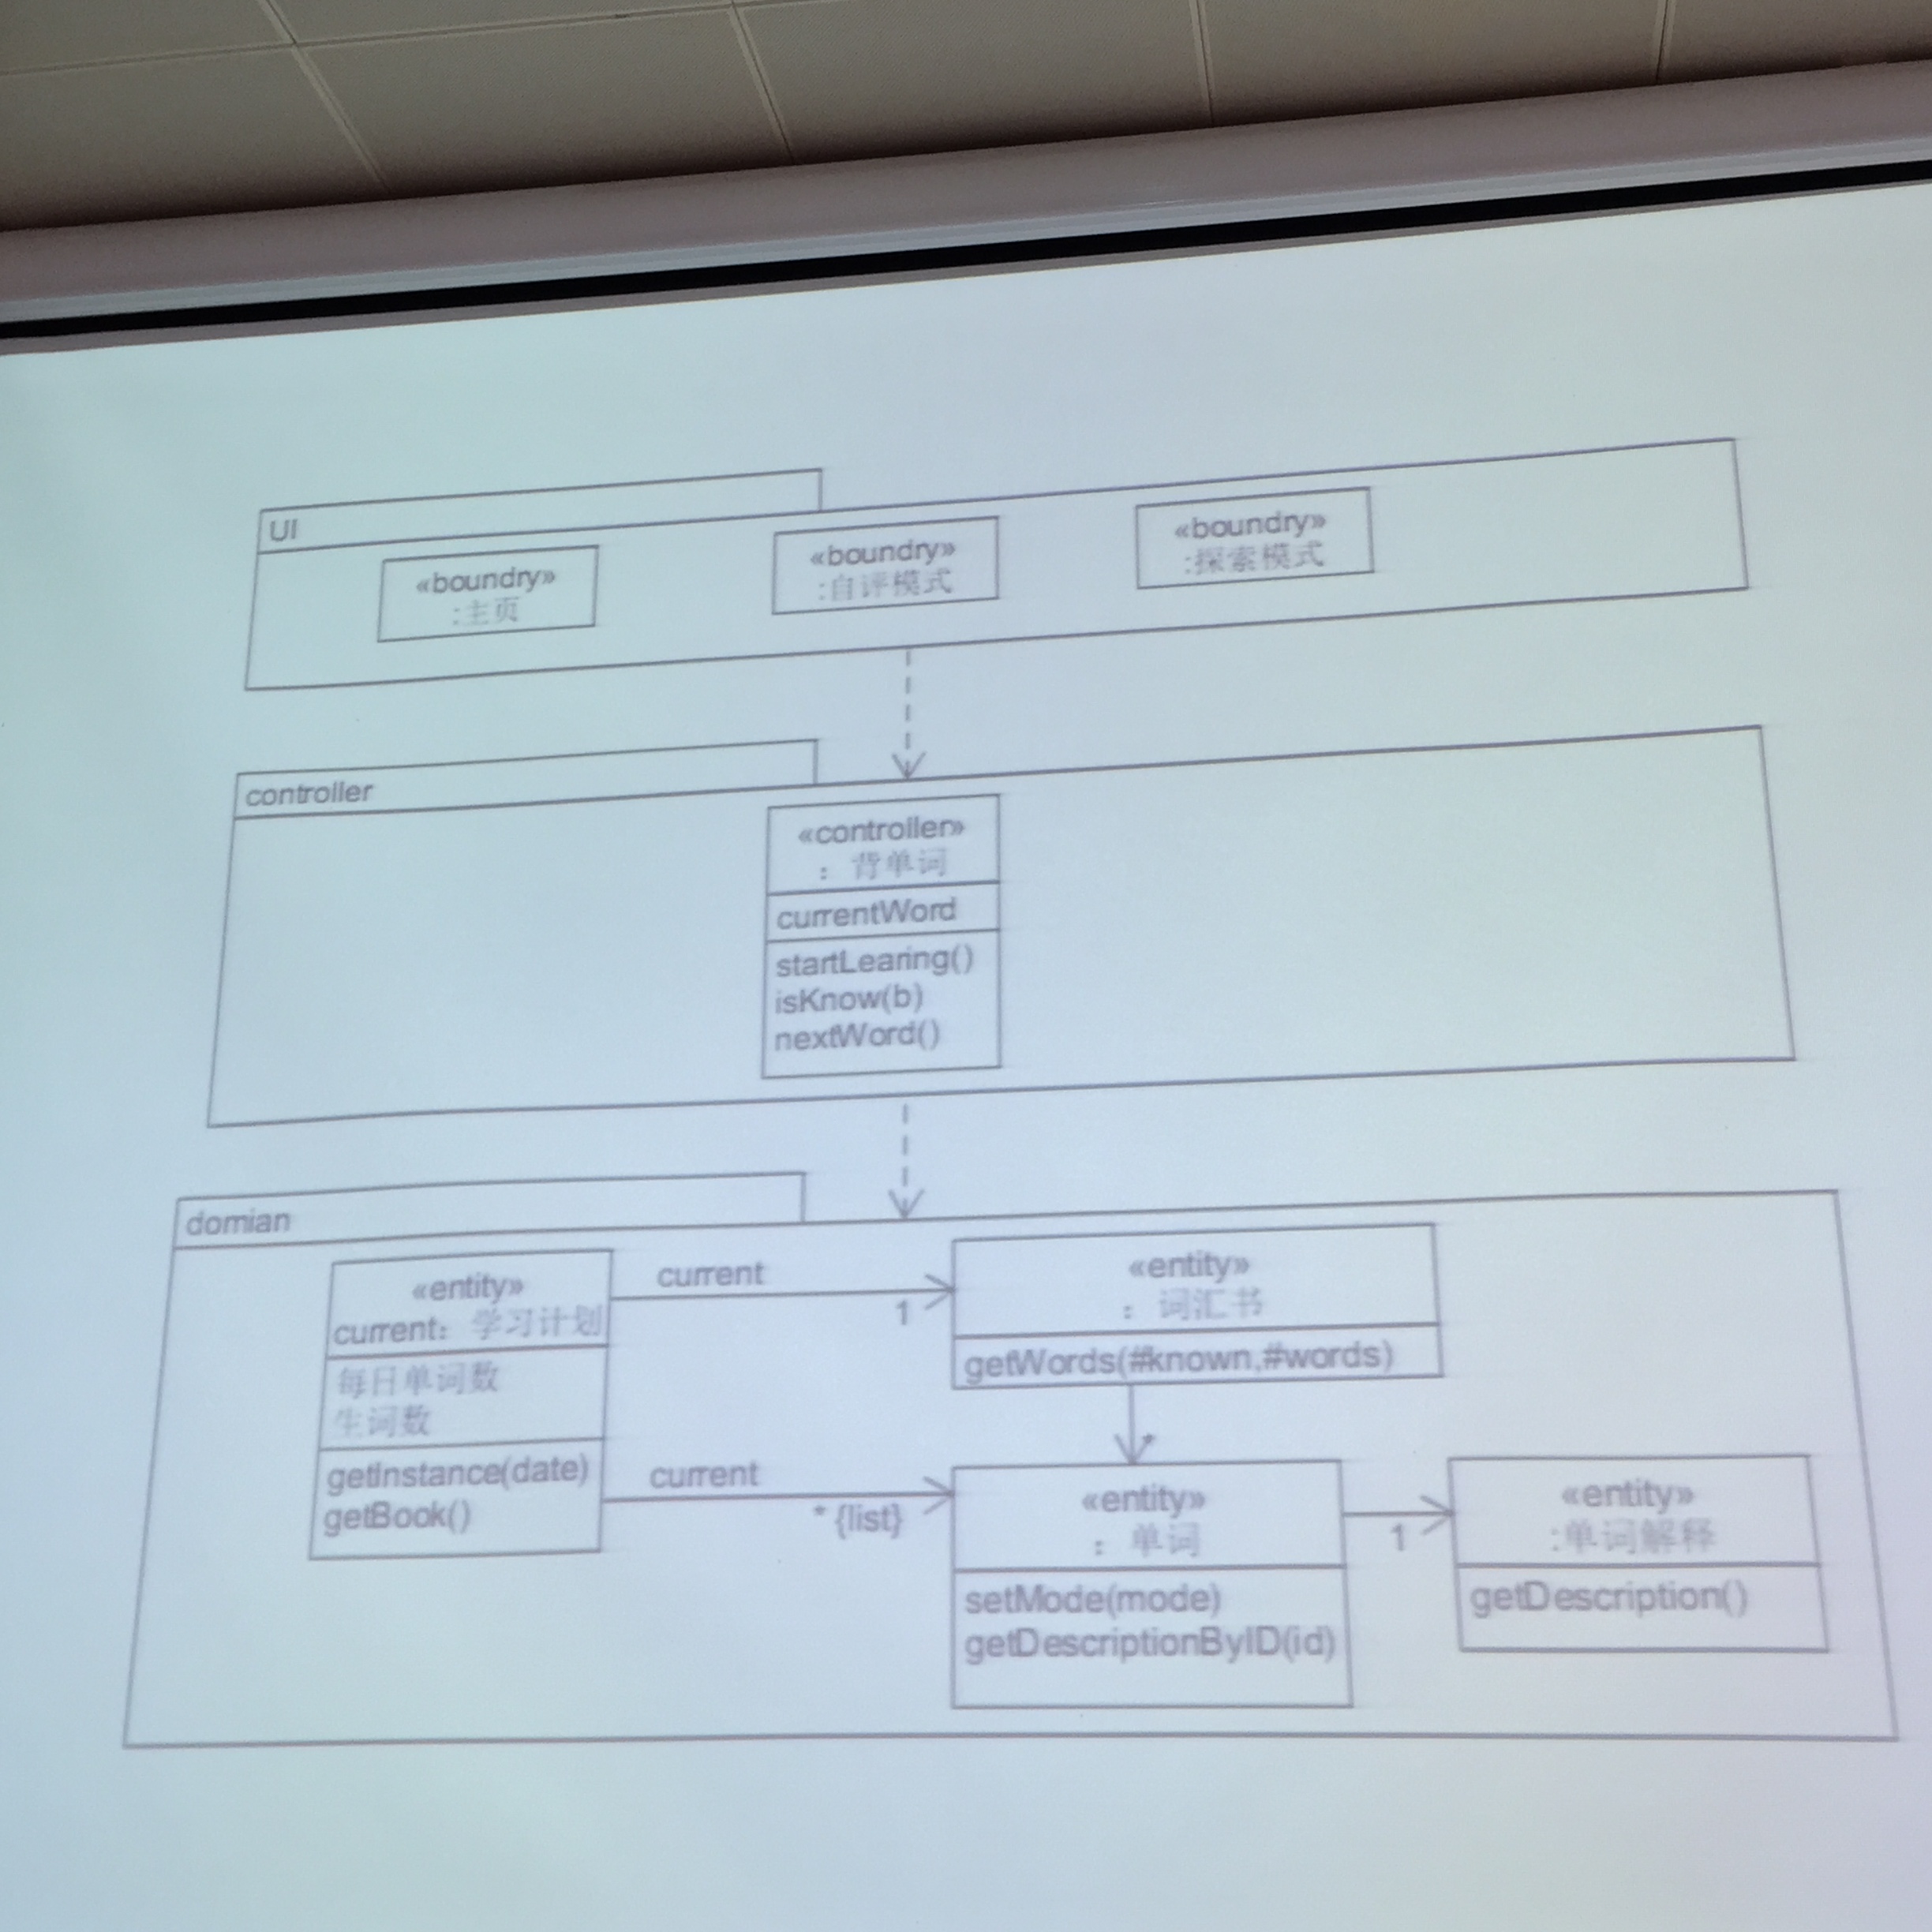 UI
«boundry»
:主页
«boundry»
:自评模式
«boundry»
:探索模式
controller
«controller»
：背单词
currentWord
startLearing()
isKnow(b)
nextWord()
domian
«entity»
current：学习计划
每日单词数
生词数
getInstance(date)
getBook()
current
1
«entity»
：词汇书
getWords(#known,#words)
*
current
* {list}
«entity»
：单词
setMode(mode)
getDescriptionByID(id)
1
«entity»
:单词解释
getDescription()